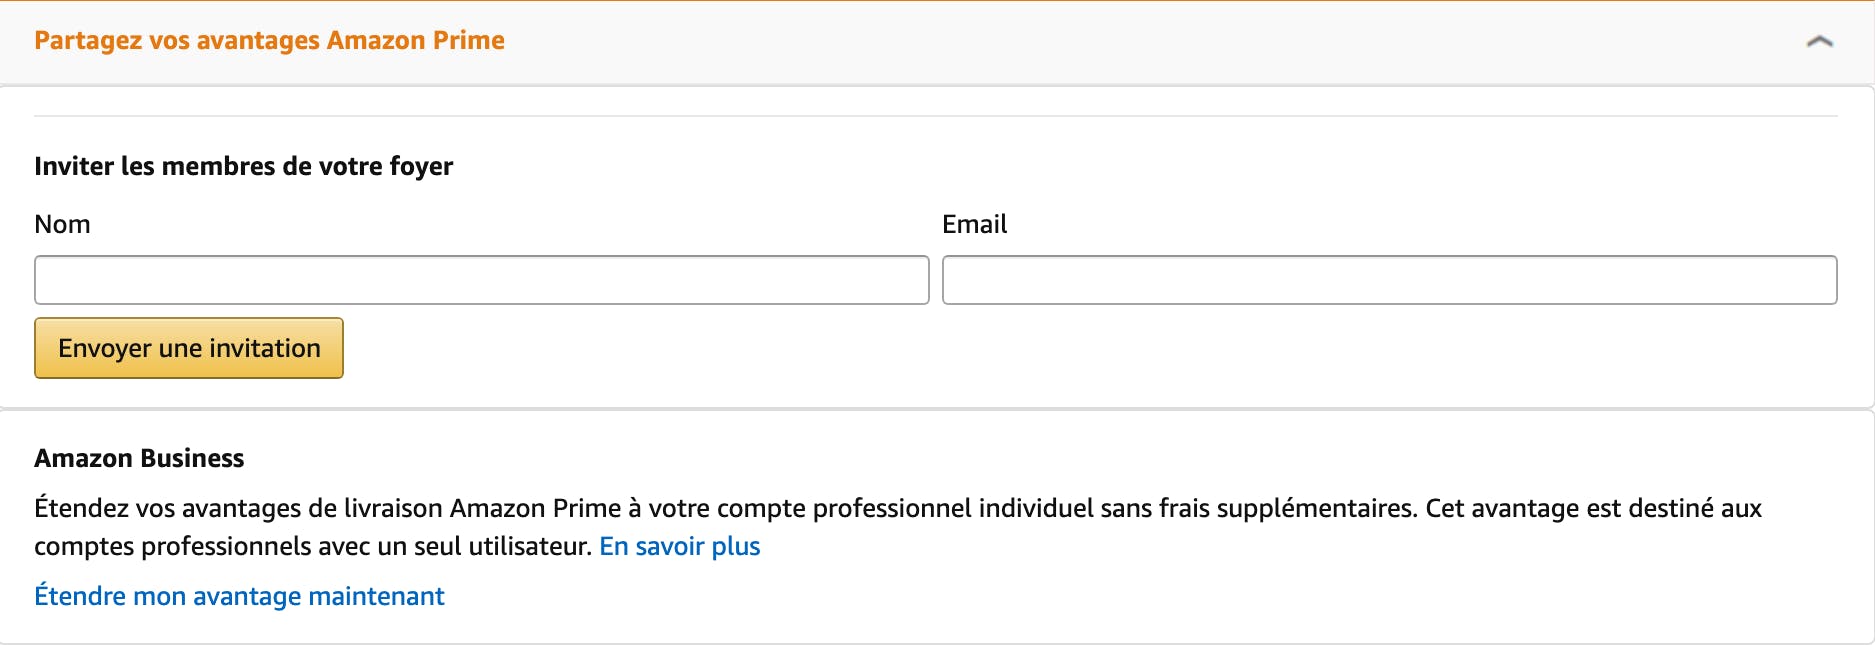 Partagez vos avantages Amazon Prime
Inviter les membres de votre foyer
Nom
Email
Envoyer une invitation
Amazon Business
Étendez vos avantages de livraison Amazon Prime à votre compte professionnel individuel sans frais supplémentaires. Cet avantage est destiné aux
comptes professionnels avec un seul utilisateur. En savoir plus
Étendre mon avantage maintenant